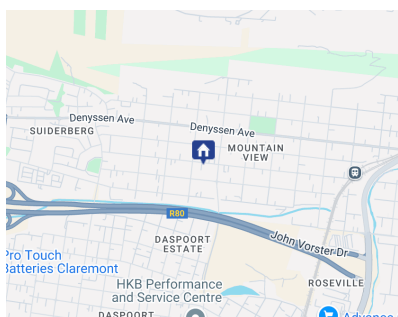 Denyssen Ave
Denyssen Ave
SUIDERBERG
MOUNTAIN
VIEW
R80
DASPOORT
ESTATE
John Vorster Dr
Pro Touch
Batteries Claremont
HKB Performance
and Service Centre
ROSEVILLE
DASPOORT
Advance